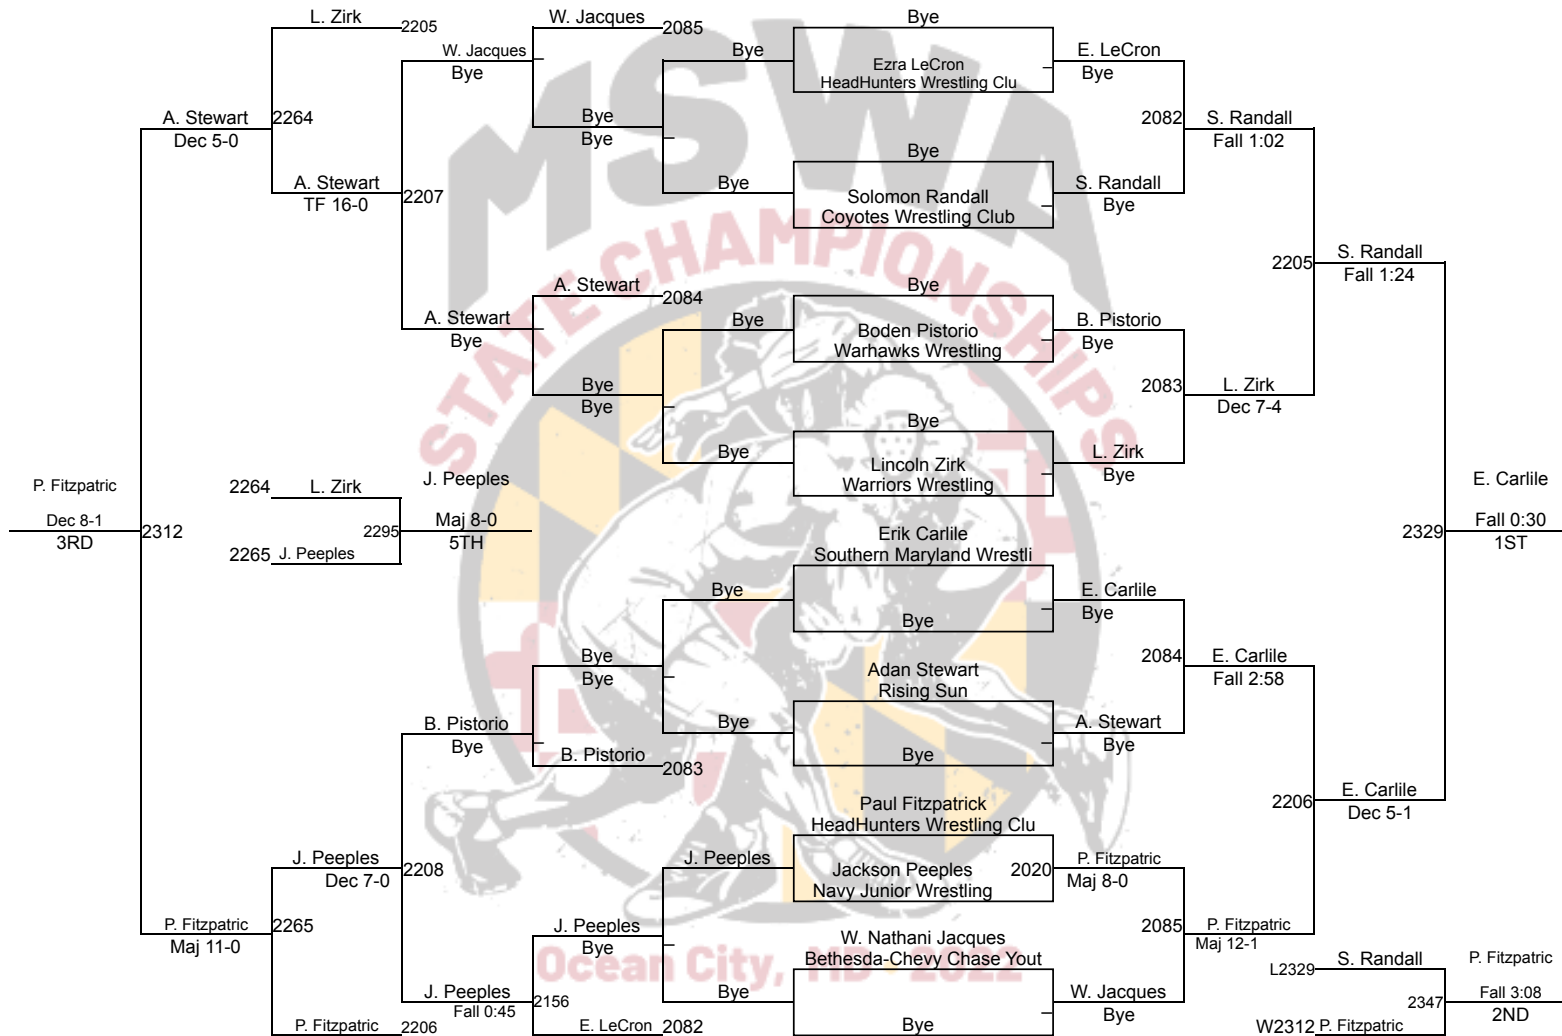 L. Zirk
2205
W. Jacques
Bye
W. Jacques
2085
Bye
Bye
Ezra LeCron
HeadHunters Wrestling Clu
E. LeCron
Bye
A. Stewart
Dec 5-0
2264
Bye
Bye
2082
S. Randall
Fall 1:02
A. Stewart
TF 16-0
2207
Bye
Bye
Solomon Randall
Coyotes Wrestling Club
S. Randall
Bye
2205
S. Randall
Fall 1:24
A. Stewart
Bye
A. Stewart
2084
Bye
Bye
Boden Pistorio
Warhawks Wrestling
B. Pistorio
Bye
Bye
Bye
2083
L. Zirk
Dec 7-4
Bye
Bye
Lincoln Zirk
Warriors Wrestling
L. Zirk
Bye
P. Fitzpatric
Dec 8-1
3RD
2312
2264
L. Zirk
2265
J. Peeples
2295
J. Peeples
Maj 8-0
5TH
E. Carlile
Fall 0:30
1ST
2329
Erik Carlile
Southern Maryland Wrestli
Bye
Bye
E. Carlile
Bye
Bye
Bye
2084
E. Carlile
Fall 2:58
Adan Stewart
Rising Sun
Bye
Bye
A. Stewart
Bye
B. Pistorio
Bye
B. Pistorio
2083
2206
E. Carlile
Dec 5-1
Paul Fitzpatrick
HeadHunters Wrestling Clu
J. Peeples
Dec 7-0
2208
J. Peeples
Jackson Peeples
Navy Junior Wrestling
2020
P. Fitzpatric
Maj 8-0
P. Fitzpatric
Maj 11-0
2265
J. Peeples
Bye
2085
P. Fitzpatric
Maj 12-1
W. Nathani Jacques
Bethesda-Chevy Chase Yout
J. Peeples
Fall 0:45
2156
Bye
Bye
W. Jacques
Bye
P. Fitzpatric
2206
E. LeCron
2082
L2329
S. Randall
W2312
P. Fitzpatric
2347
P. Fitzpatric
Fall 3:08
2ND
MSWA
STATE CHAMPIONSHIPS
Ocean City, MD • 2022